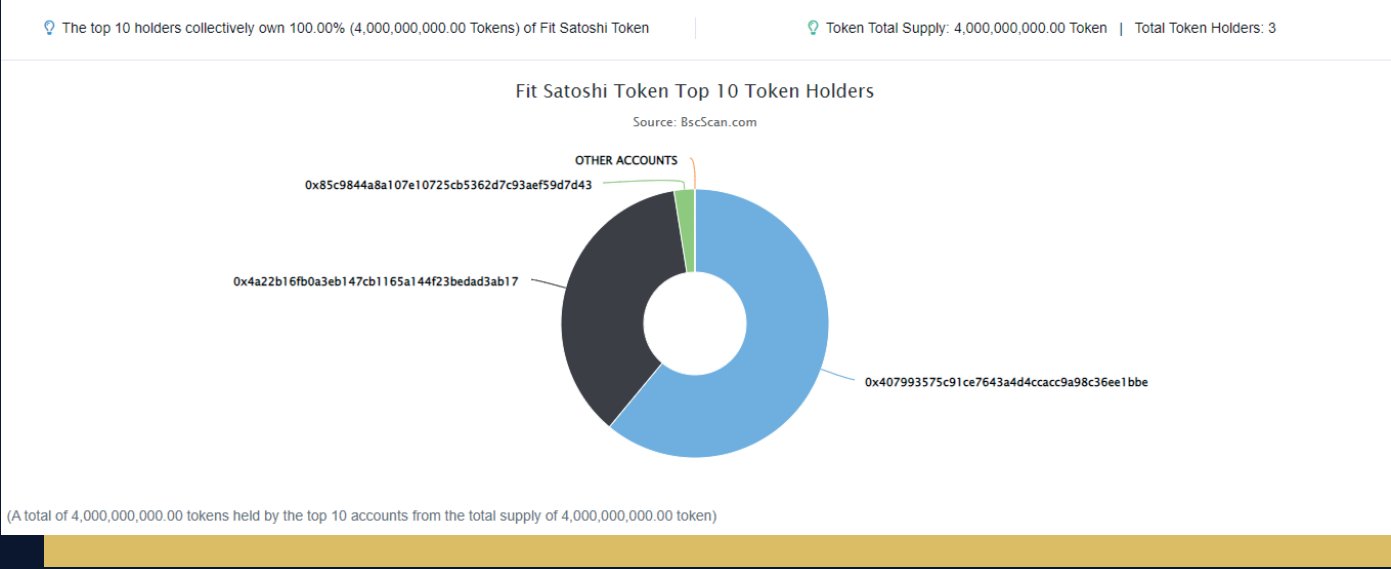 The top 10 holders collectively own 100.00% (4,000,000,000.00 Tokens) of Fit Satoshi Token
Token Total Supply: 4,000,000,000.00 Token | Total Token Holders: 3
Fit Satoshi Token Top 10 Token Holders
Source: BscScan.com
OTHER ACCOUNTS
0x85c9844a8a107e10725cb5362d7c93aef59d7d43
0x4a22b16fb0a3eb147cb1165a144f23bedad3ab17
0x407993575c91ce7643a4d4ccacc9a98c36ee1bbe
(A total of 4,000,000,000.00 tokens held by the top 10 accounts from the total supply of 4,000,000,000.00 token)